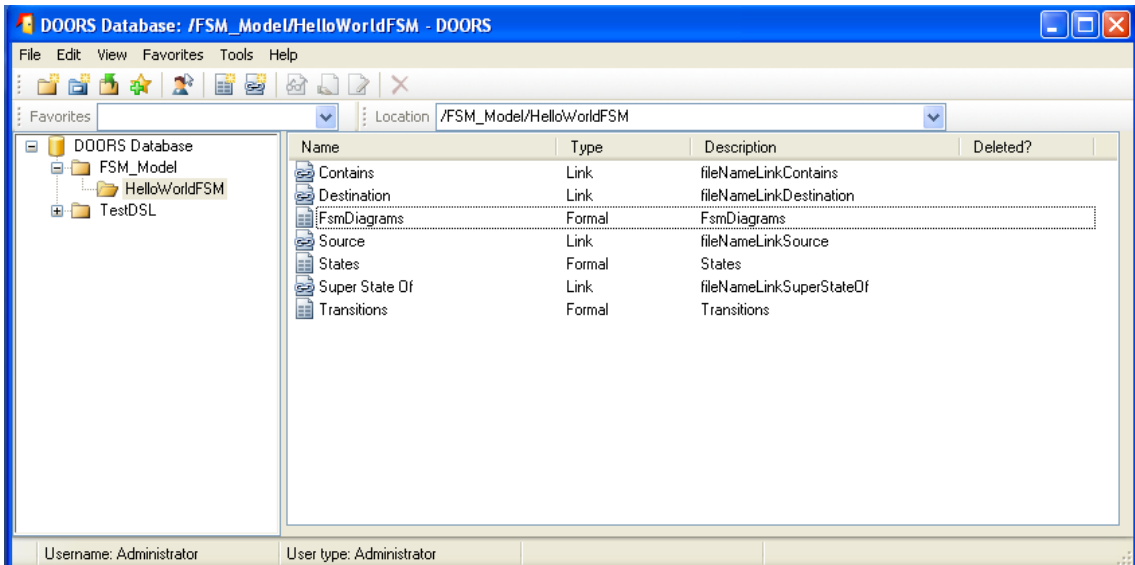 DOORS Database: /FSM_Model/HelloWorldFSM - DOORS
File Edit View Favorites Tools Help
Favorites Location /FSM_Model/HelloWorldFSM
DOORS Database
FSM_Model
HelloWorldFSM
TestDSL
Name Type Description Deleted?
Contains Link fileNameLinkContains
Destination Link fileNameLinkDestination
FsmDiagrams Formal FsmDiagrams
Source Link fileNameLinkSource
States Formal States
Super State Of Link fileNameLinkSuperStateOf
Transitions Formal Transitions
Username: Administrator User type: Administrator